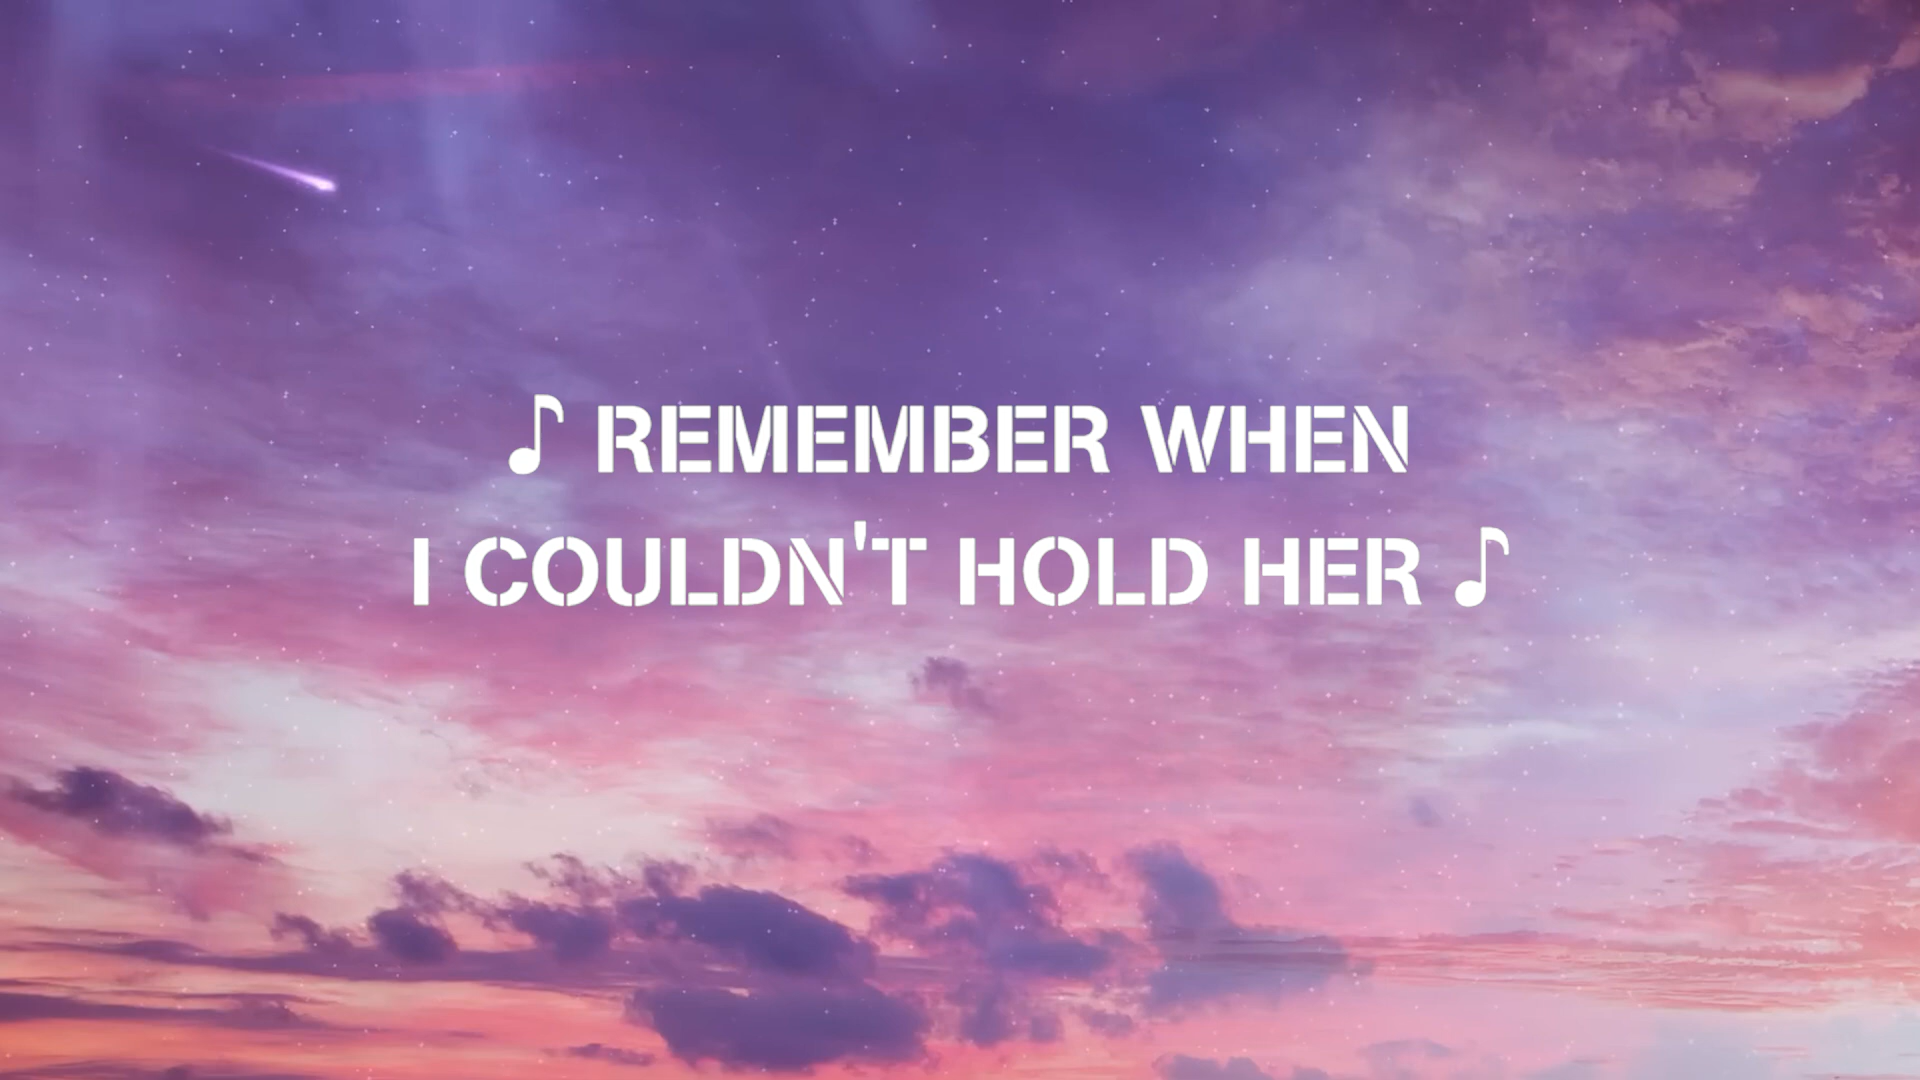 ♪ REMEMBER WHEN
I COULDN'T HOLD HER ♪